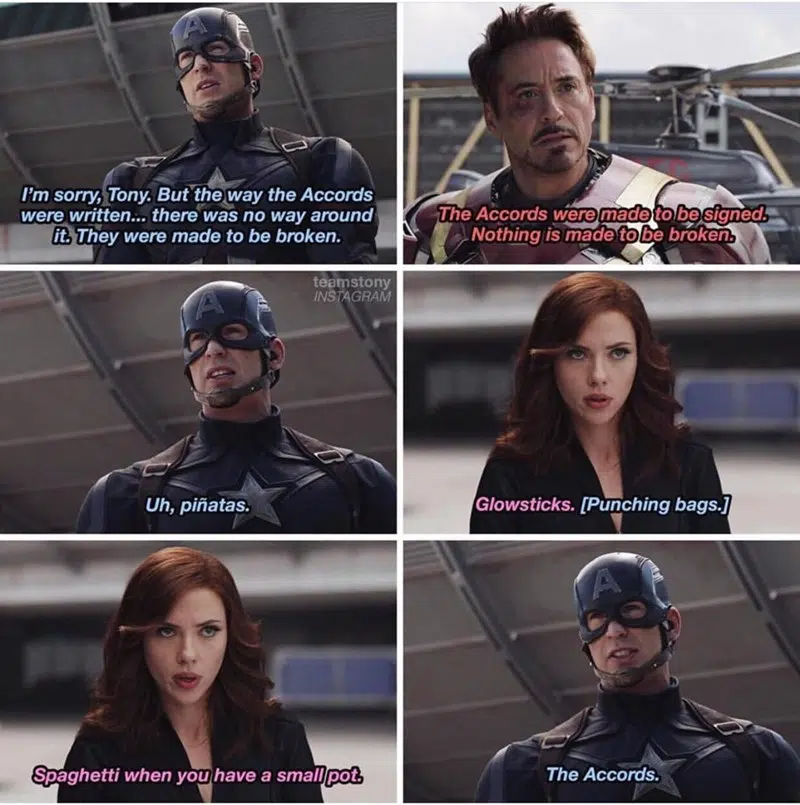 I'm sorry, Tony. But the way the Accords
were written... there was no way around
it. They were made to be broken.
The Accords were made to be signed.
Nothing is made to be broken.
teamstony
INSTAGRAM
A
Uh, piñatas.
Glowsticks. [Punching bags.]
Spaghetti when you have a small pot.
A
The Accords.